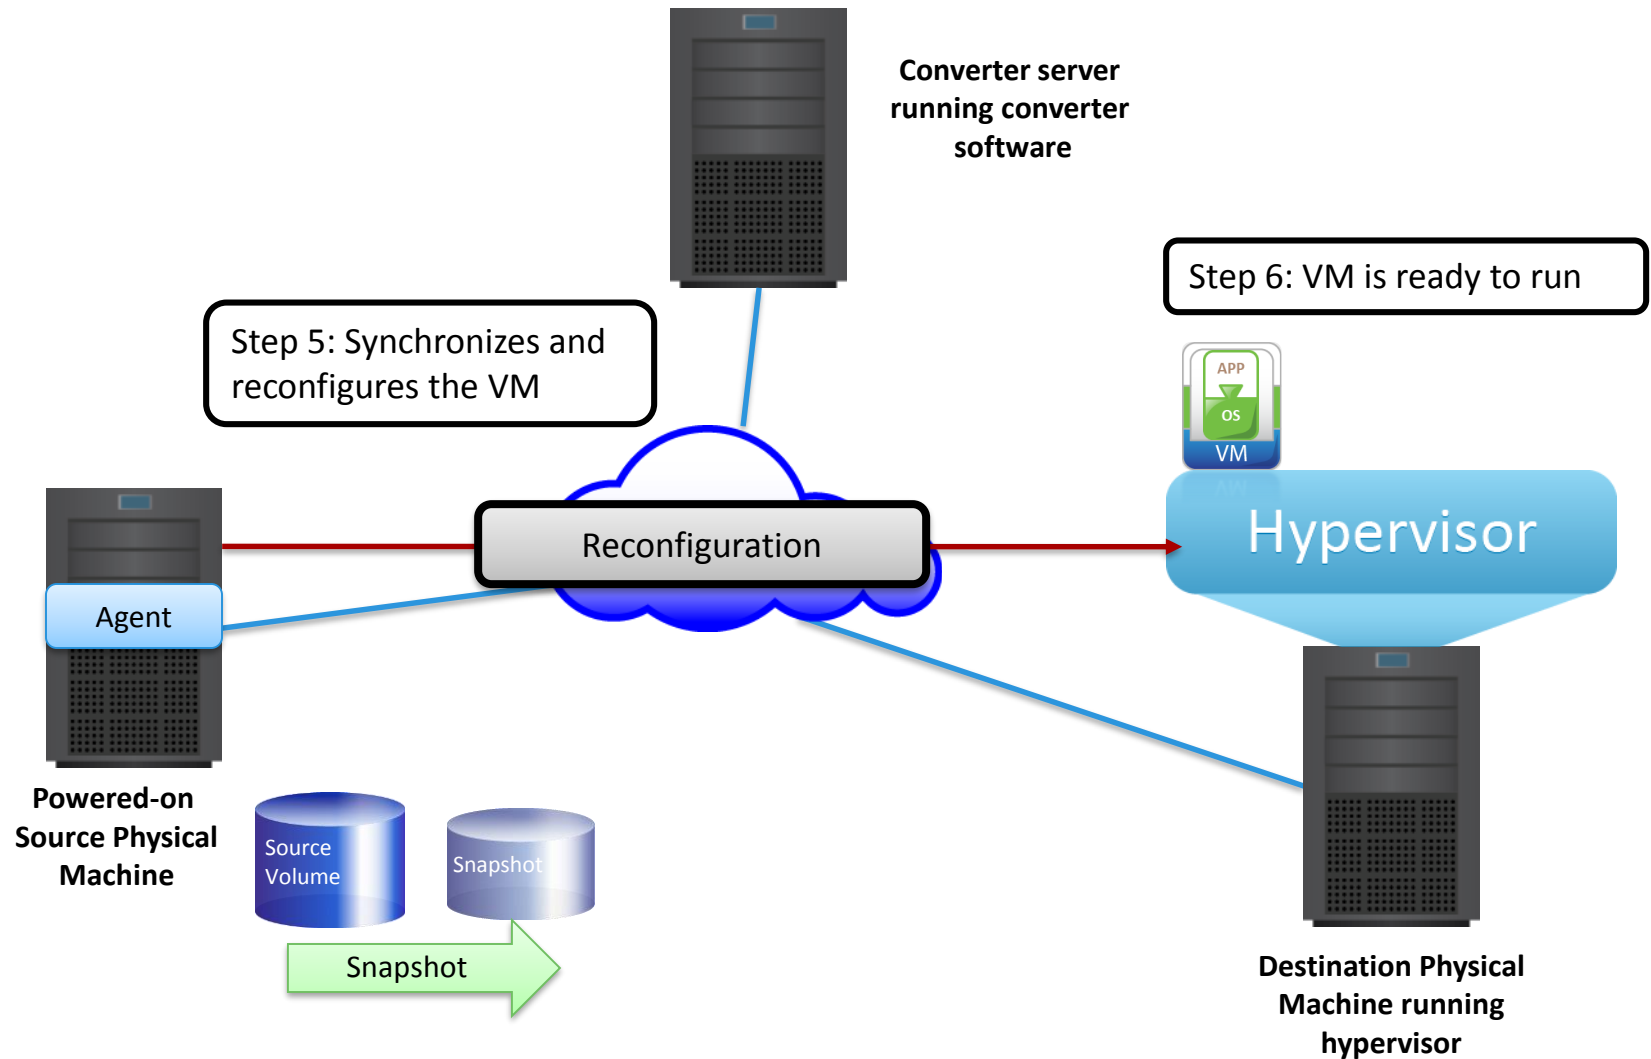 Converter server
running converter
software
Step 6: VM is ready to run
Step 5: Synchronizes and
reconfigures the VM
APP
OS
VM
Hypervisor
Reconfiguration
Agent
Powered-on
Source Physical
Machine
Source
Volume
Snapshot
Snapshot
Destination Physical
Machine running
hypervisor